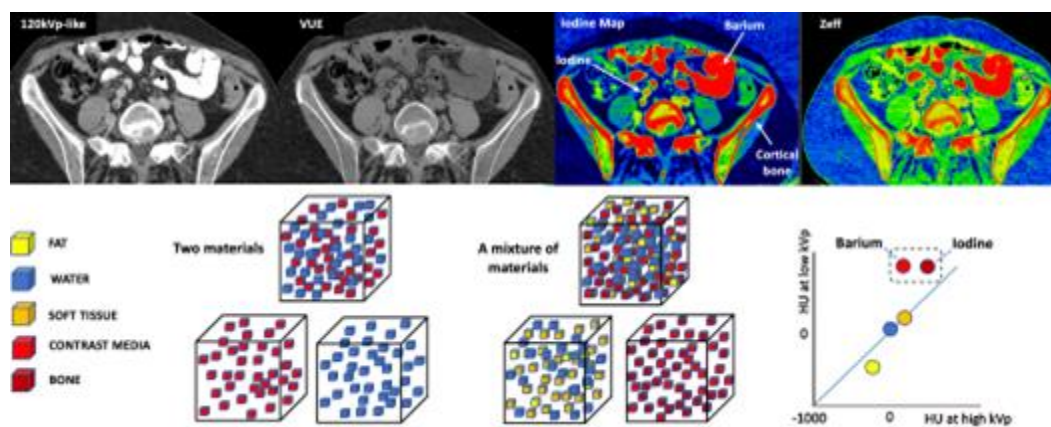 120kVp-like
VUE
Iodine Map
Barium
Zeff
Iodine
Cortical
bone
FAT
WATER
SOFT TISSUE
CONTRAST MEDIA
BONE
Two materials
A mixture of
materials
Barium
Iodine
HU at low kVp
0
-1000
0
HU at high kVp